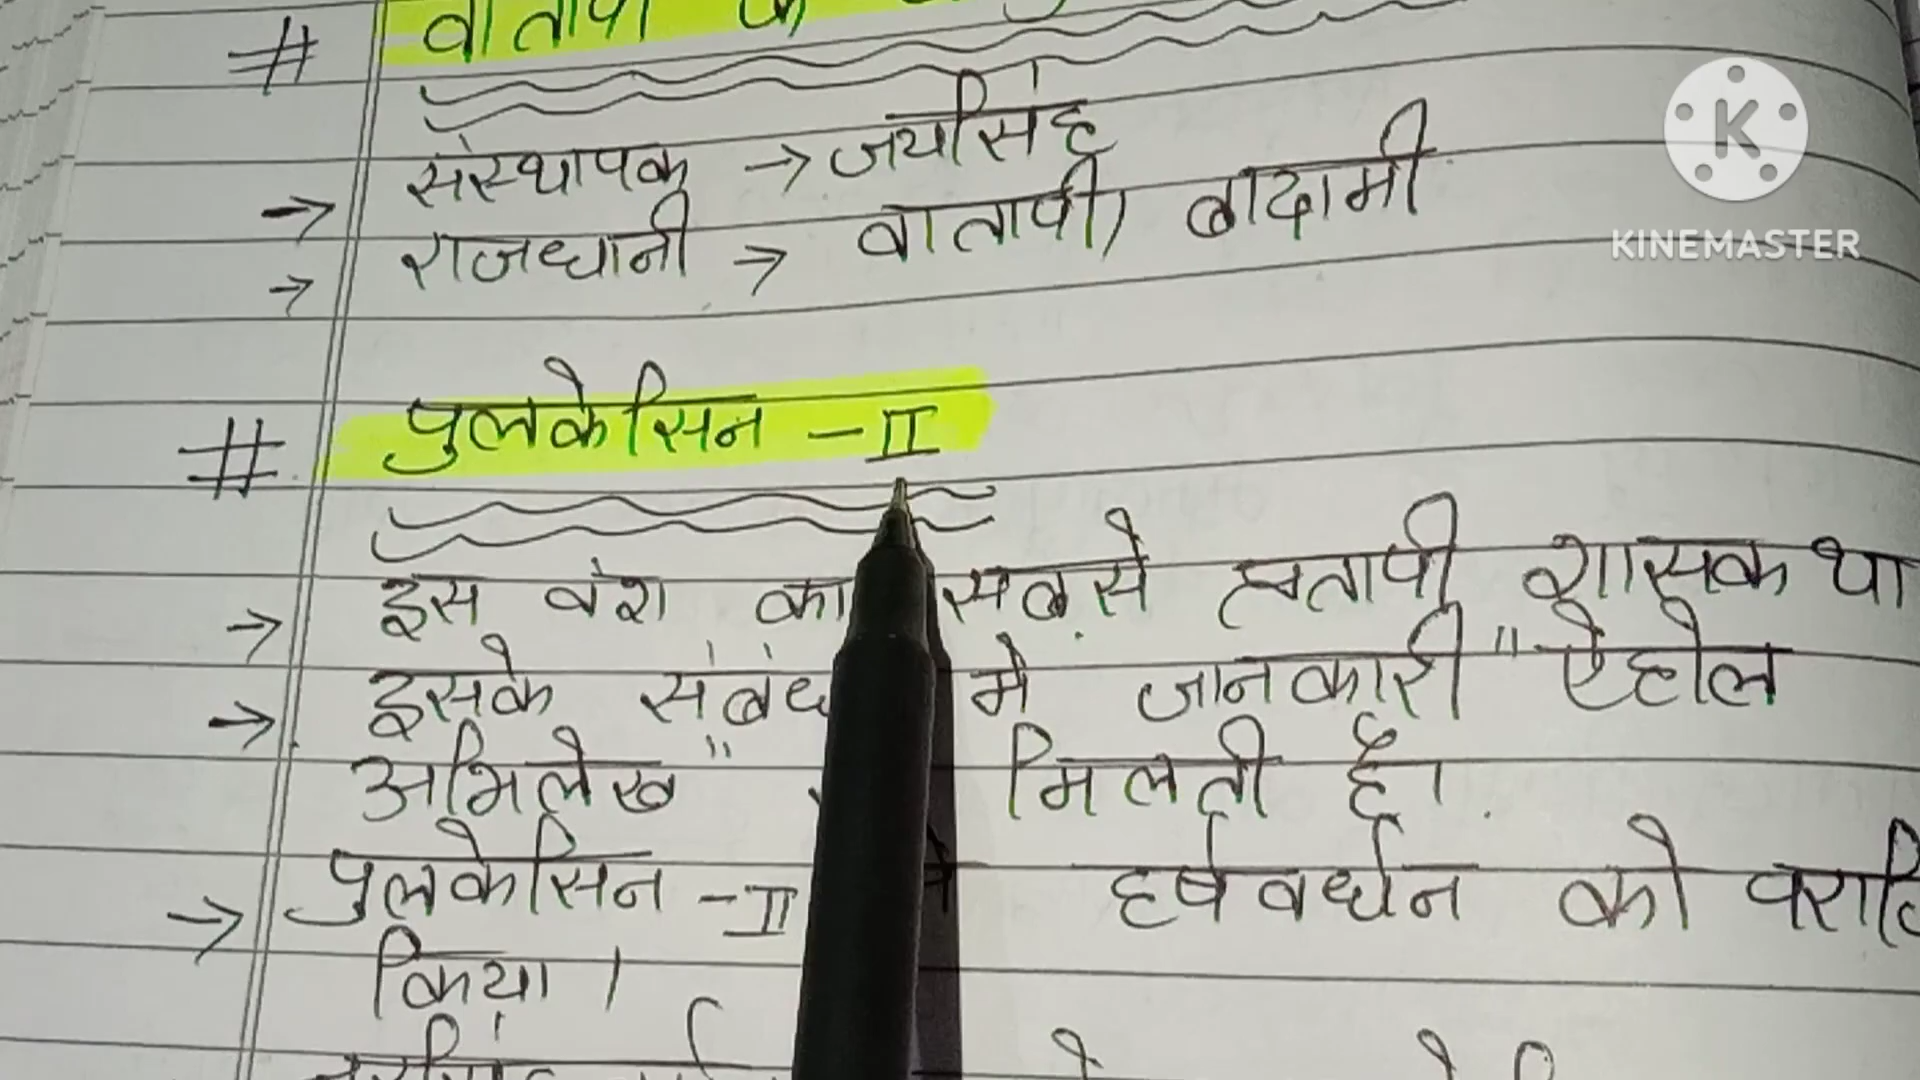 # वातापी के
→ संस्थापक → जयसिंह
→ राजधानी → वातापी, बादामी
# पुलकेसिन - II
→ इस वंश का सबसे प्रतापी शासक था
→ इसके संबंध में जानकारी "ऐहोल
अभिलेख" मिलती है।
→ पुलकेसिन - II हर्षवर्धन को
किया।
K
KINEMASTER